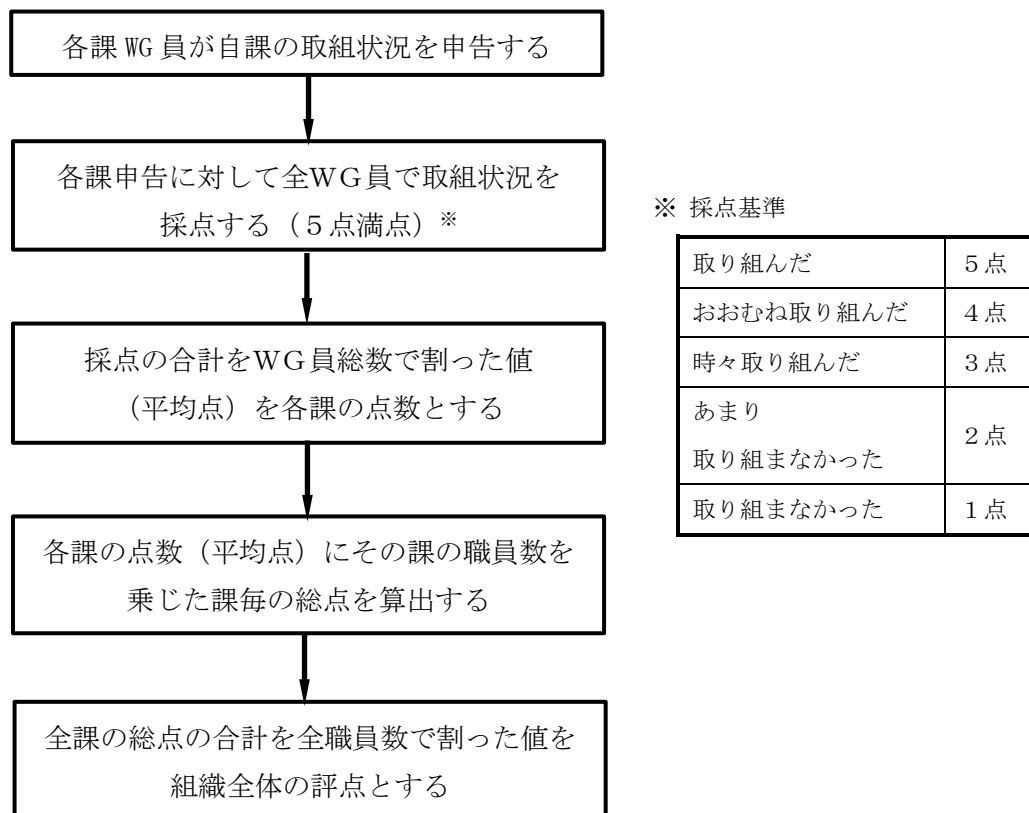 各課 WG 員が自課の取組状況を申告する
各課申告に対して全ＷＧ員で取組状況を
採点する（５点満点）※
採点の合計をＷＧ員総数で割った値
（平均点）を各課の点数とする
各課の点数（平均点）にその課の職員数を
乗じた課毎の総点を算出する
全課の総点の合計を全職員数で割った値を
組織全体の評点とする
※ 採点基準
取り組んだ ５点
おおむね取り組んだ ４点
時々取り組んだ ３点
あまり
取り組まなかった ２点
取り組まなかった １点